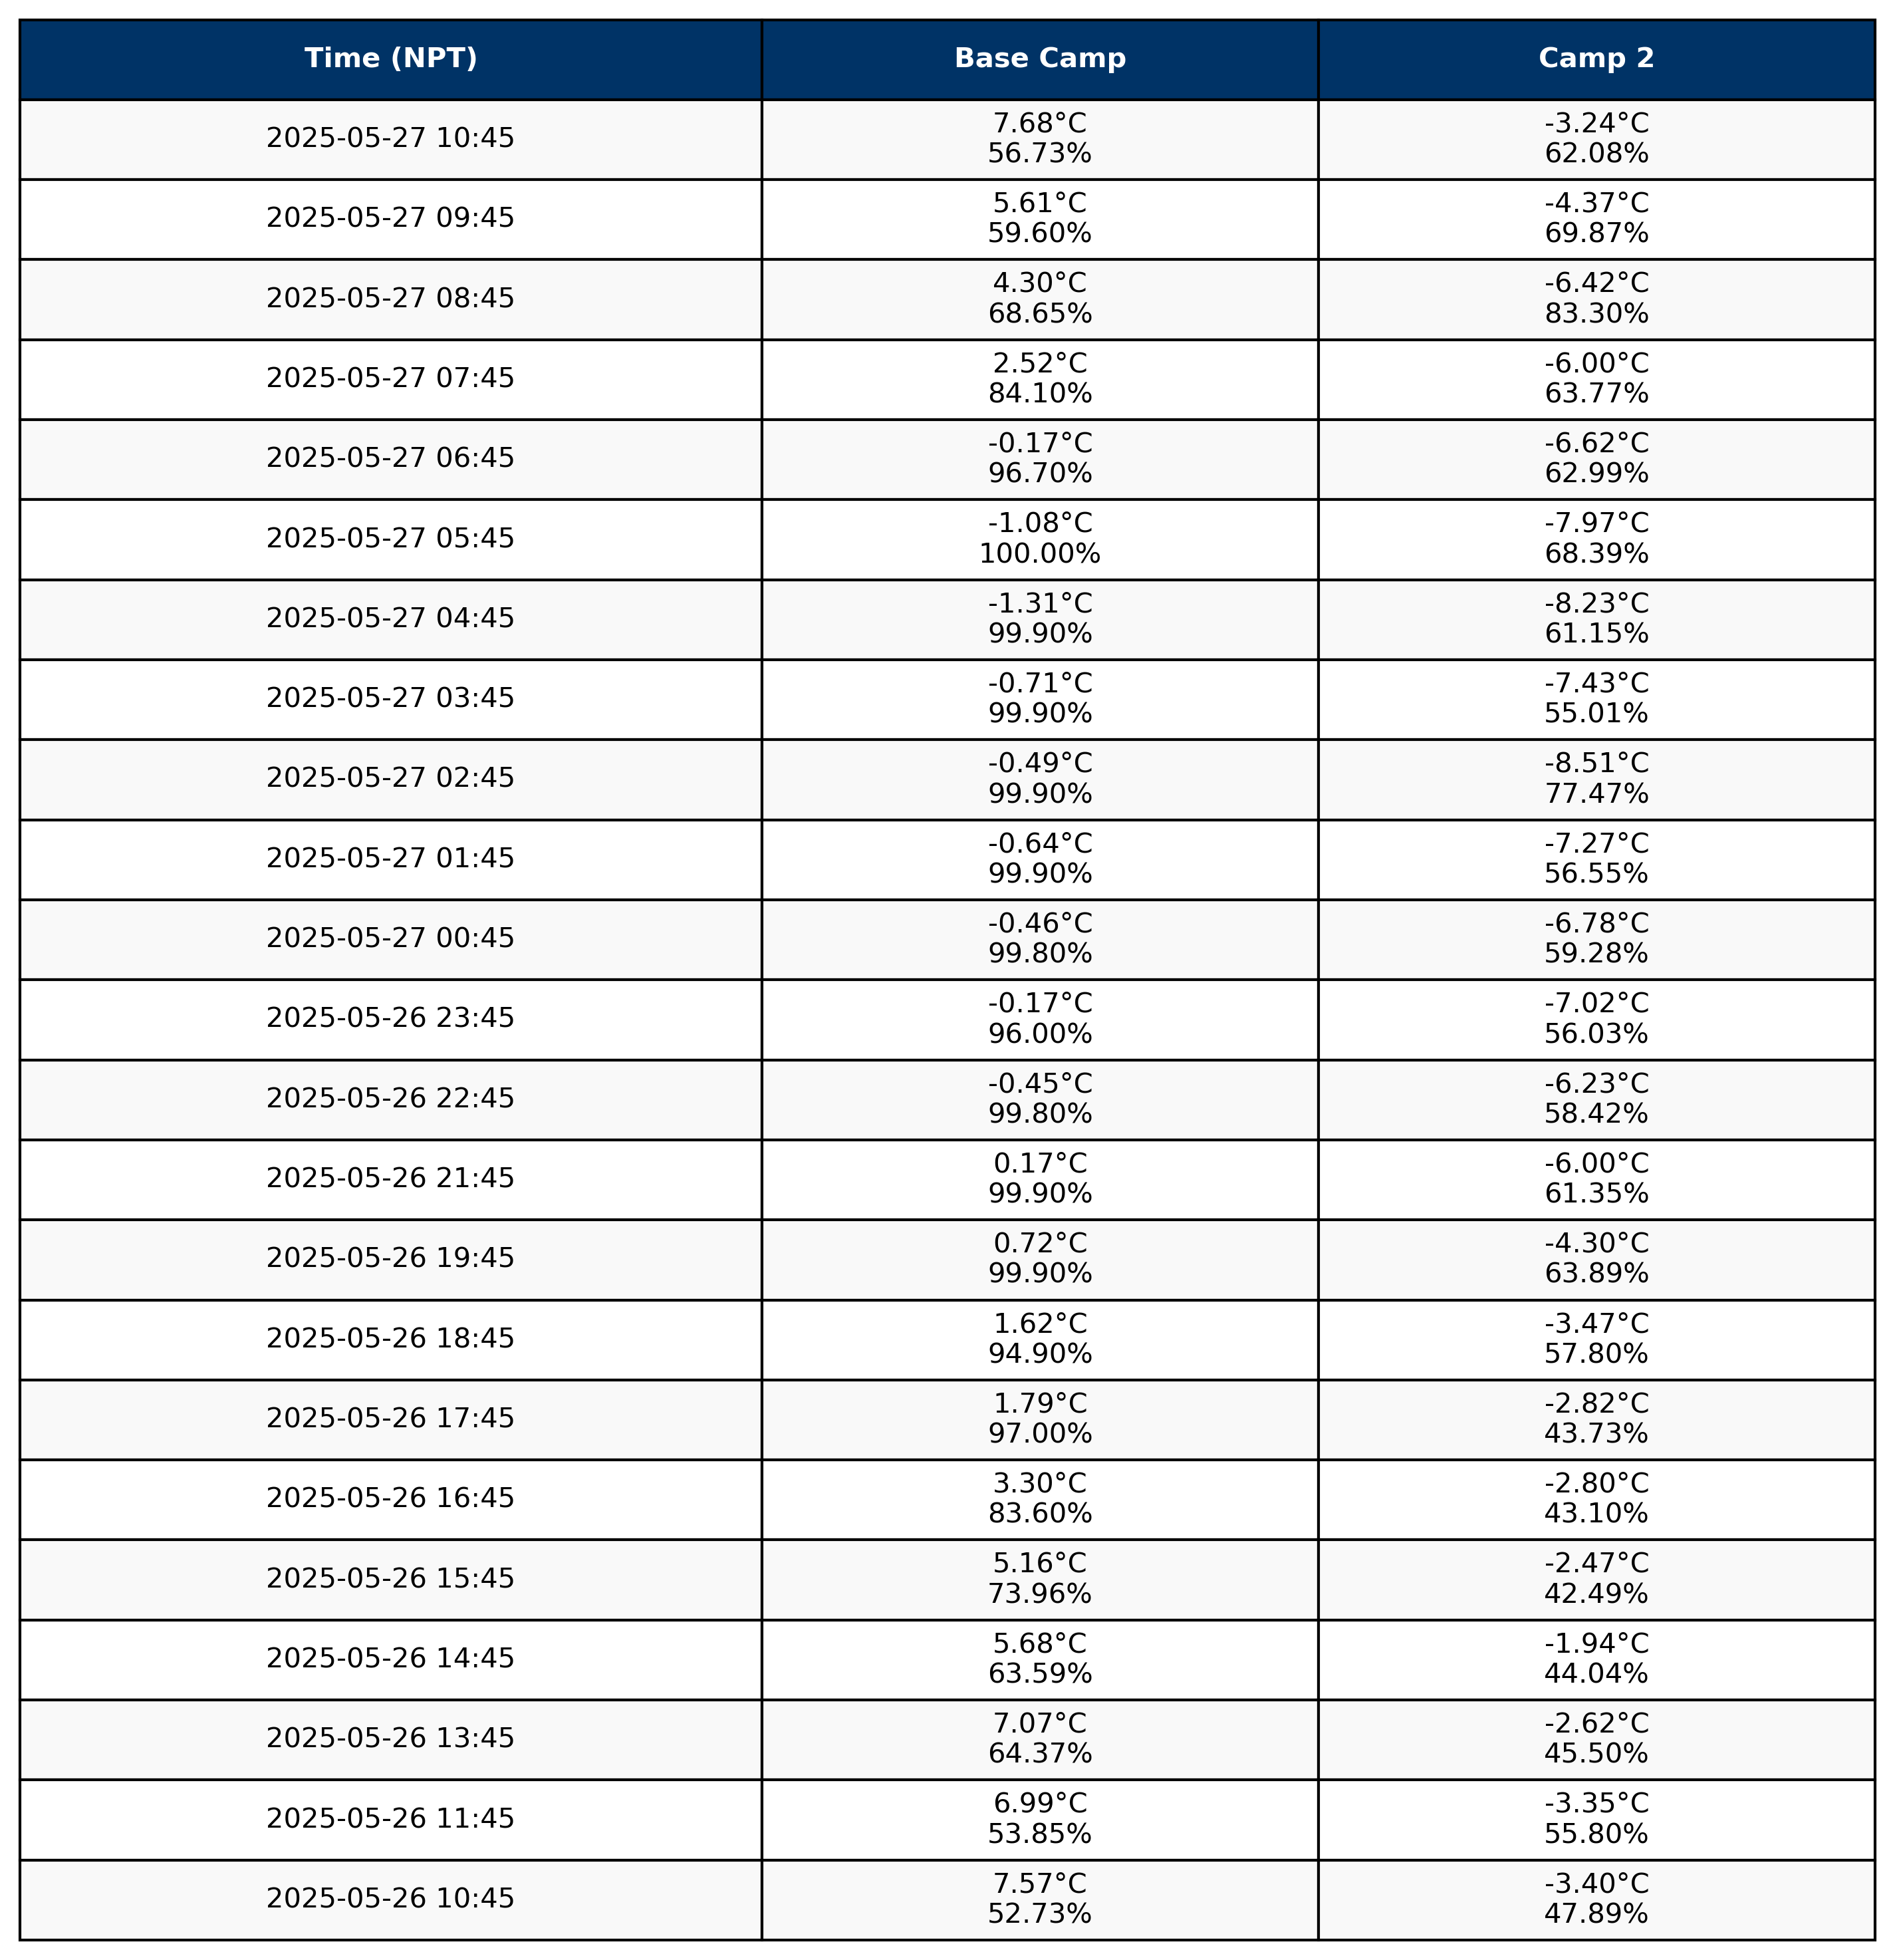 Time (NPT) Base Camp Camp 2
2025-05-27 10:45 7.68°C -3.24°C
56.73% 62.08%
2025-05-27 09:45 5.61°C -4.37°C
59.60% 69.87%
2025-05-27 08:45 4.30°C -6.42°C
68.65% 83.30%
2025-05-27 07:45 2.52°C -6.00°C
84.10% 63.77%
2025-05-27 06:45 -0.17°C -6.62°C
96.70% 62.99%
2025-05-27 05:45 -1.08°C -7.97°C
100.00% 68.39%
2025-05-27 04:45 -1.31°C -8.23°C
99.90% 61.15%
2025-05-27 03:45 -0.71°C -7.43°C
99.90% 55.01%
2025-05-27 02:45 -0.49°C -8.51°C
99.90% 77.47%
2025-05-27 01:45 -0.64°C -7.27°C
99.90% 56.55%
2025-05-27 00:45 -0.46°C -6.78°C
99.80% 59.28%
2025-05-26 23:45 -0.17°C -7.02°C
96.00% 56.03%
2025-05-26 22:45 -0.45°C -6.23°C
99.80% 58.42%
2025-05-26 21:45 0.17°C -6.00°C
99.90% 61.35%
2025-05-26 19:45 0.72°C -4.30°C
99.90% 63.89%
2025-05-26 18:45 1.62°C -3.47°C
94.90% 57.80%
2025-05-26 17:45 1.79°C -2.82°C
97.00% 43.73%
2025-05-26 16:45 3.30°C -2.80°C
83.60% 43.10%
2025-05-26 15:45 5.16°C -2.47°C
73.96% 42.49%
2025-05-26 14:45 5.68°C -1.94°C
63.59% 44.04%
2025-05-26 13:45 7.07°C -2.62°C
64.37% 45.50%
2025-05-26 11:45 6.99°C -3.35°C
53.85% 55.80%
2025-05-26 10:45 7.57°C -3.40°C
52.73% 47.89%